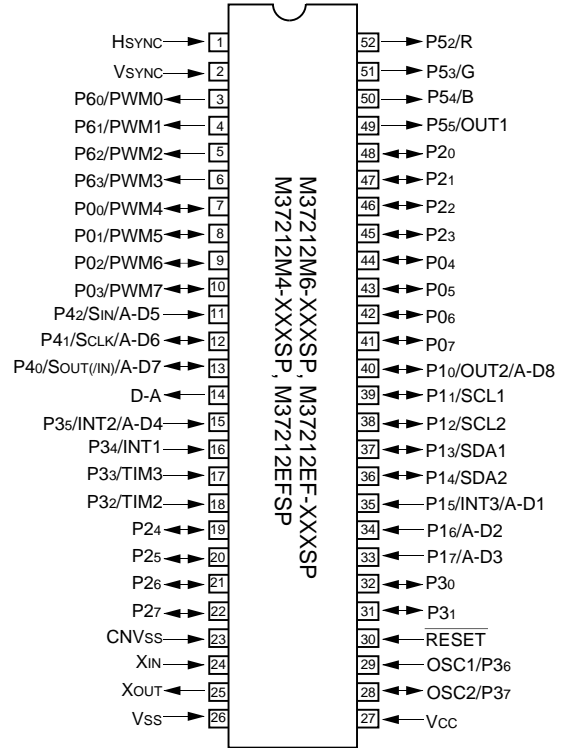 HSYNC 1 52 P52/R
VSYNC 2 51 P53/G
P60/PWM0 3 50 P54/B
P61/PWM1 4 49 P55/OUT1
P62/PWM2 5 48 P20
P63/PWM3 6 47 P21
P00/PWM4 7 46 P22
P01/PWM5 8 45 P23
P02/PWM6 9 44 P04
P03/PWM7 10 43 P05
P42/SIN/A-D5 11 42 P06
P41/SCLK/A-D6 12 41 P07
P40/SOUT(/IN)/A-D7 13 40 P10/OUT2/A-D8
D-A 14 39 P11/SCL1
P35/INT2/A-D4 15 38 P12/SCL2
P34/INT1 16 37 P13/SDA1
P33/TIM3 17 36 P14/SDA2
P32/TIM2 18 35 P15/INT3/A-D1
P24 19 34 P16/A-D2
P25 20 33 P17/A-D3
P26 21 32 P30
P27 22 31 P31
CNVSS 23 30 RESET
XIN 24 29 OSC1/P36
XOUT 25 28 OSC2/P37
VSS 26 27 VCC
M37212M6-XXXSP, M37212EF-XXXSP
M37212M4-XXXSP, M37212EFSP